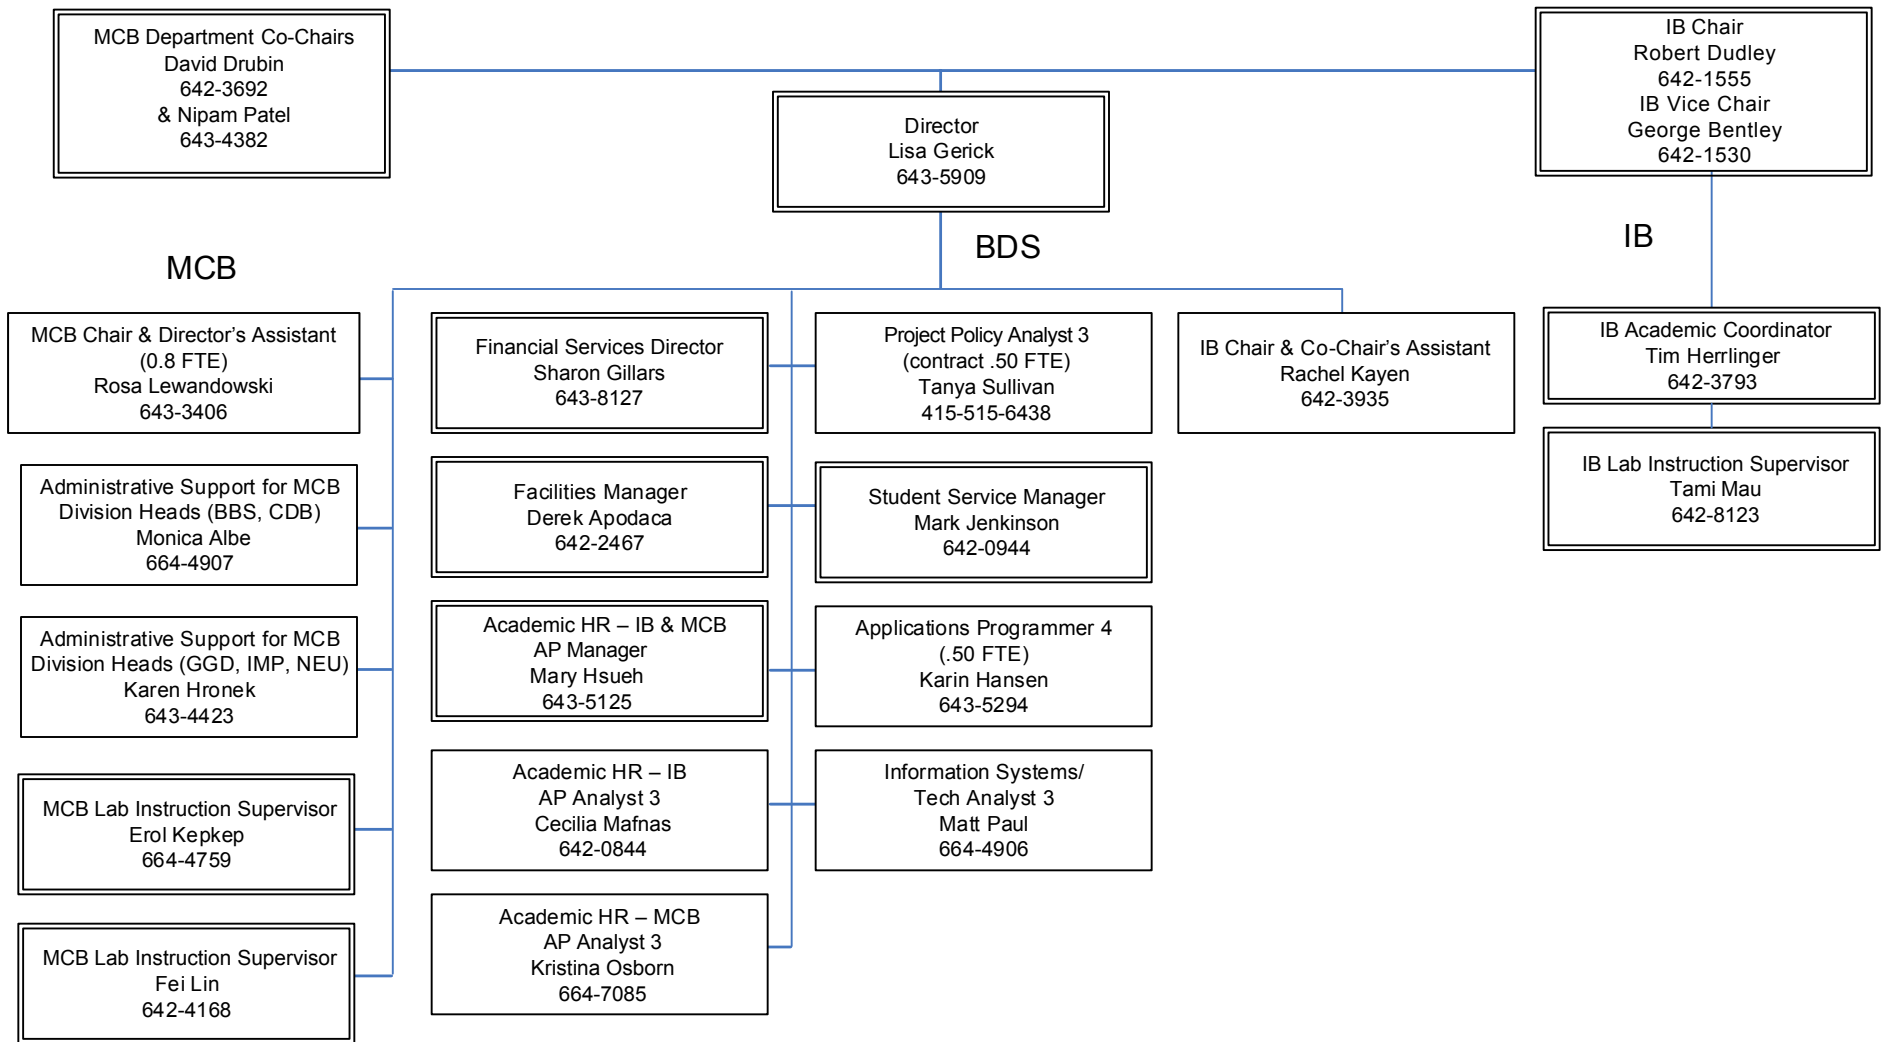 MCB Department Co-Chairs
David Drubin
642-3692
& Nipam Patel
643-4382
Director
Lisa Gerick
643-5909
IB Chair
Robert Dudley
642-1555
IB Vice Chair
George Bentley
642-1530
MCB
BDS
IB
MCB Chair & Director's Assistant
(0.8 FTE)
Rosa Lewandowski
643-3406
Administrative Support for MCB
Division Heads (BBS, CDB)
Monica Albe
664-4907
Administrative Support for MCB
Division Heads (GGD, IMP, NEU)
Karen Hronek
643-4423
MCB Lab Instruction Supervisor
Erol Kepkep
664-4759
MCB Lab Instruction Supervisor
Fei Lin
642-4168
Financial Services Director
Sharon Gillars
643-8127
Facilities Manager
Derek Apodaca
642-2467
Academic HR – IB & MCB
AP Manager
Mary Hsueh
643-5125
Academic HR – IB
AP Analyst 3
Cecilia Mafnas
642-0844
Academic HR – MCB
AP Analyst 3
Kristina Osborn
664-7085
Project Policy Analyst 3
(contract .50 FTE)
Tanya Sullivan
415-515-6438
Student Service Manager
Mark Jenkinson
642-0944
Applications Programmer 4
(.50 FTE)
Karin Hansen
643-5294
Information Systems/
Tech Analyst 3
Matt Paul
664-4906
IB Chair & Co-Chair's Assistant
Rachel Kayen
642-3935
IB Academic Coordinator
Tim Herrlinger
642-3793
IB Lab Instruction Supervisor
Tami Mau
642-8123